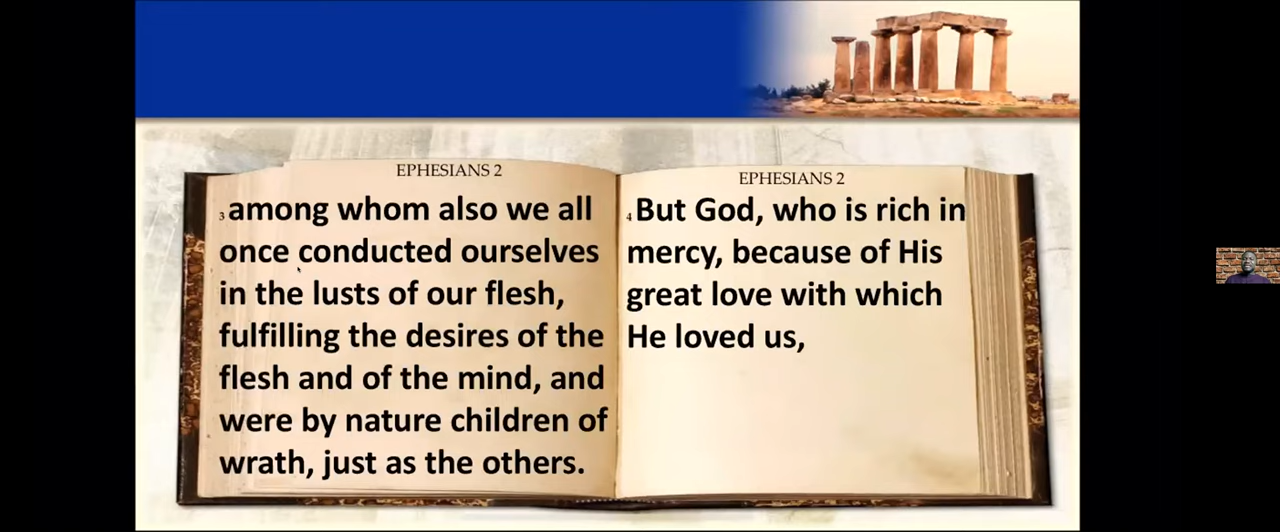 EPHESIANS 2
3 among whom also we all
once conducted ourselves
in the lusts of our flesh,
fulfilling the desires of the
flesh and of the mind, and
were by nature children of
wrath, just as the others.
EPHESIANS 2
4 But God, who is rich in
mercy, because of His
great love with which
He loved us,